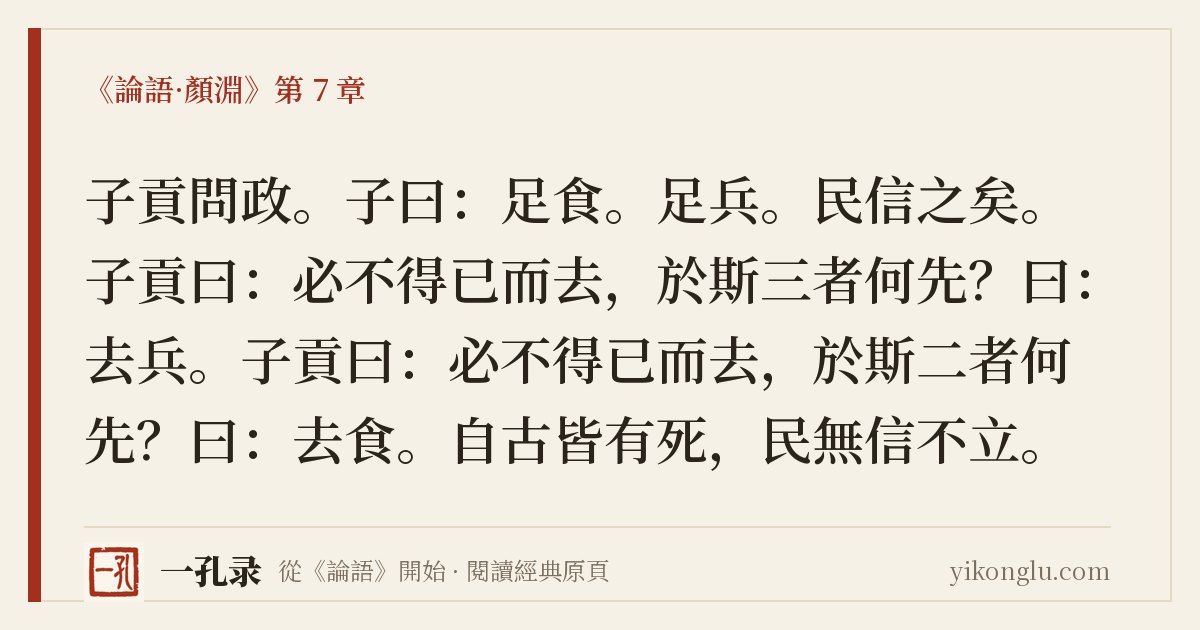 《論語·顏淵》第 7 章
子貢問政。子曰：足食。足兵。民信之矣。
子貢曰：必不得已而去，於斯三者何先？曰：
去兵。子貢曰：必不得已而去，於斯二者何
先？曰：去食。自古皆有死，民無信不立。
一孔
一孔录 從《論語》開始 · 閱讀經典原頁
yikonglu.com